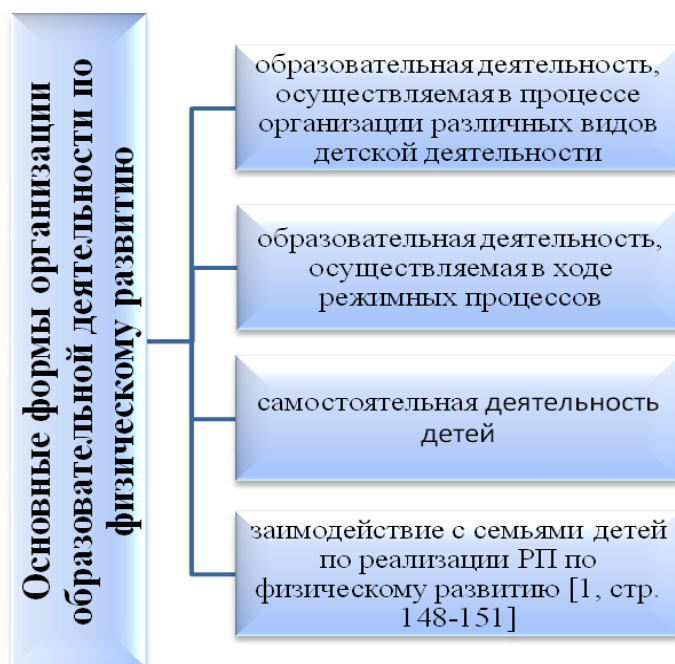 Основные формы организации
образовательной деятельности по
физическому развитию
образовательная деятельность,
осуществляемая в процессе
организации различных видов
детской деятельности
образовательная деятельность,
осуществляемая в ходе
режимных процессов
самостоятельная деятельность
детей
заимодействие с семьями детей
по реализации РП по
физическому развитию [1, стр.
148-151]